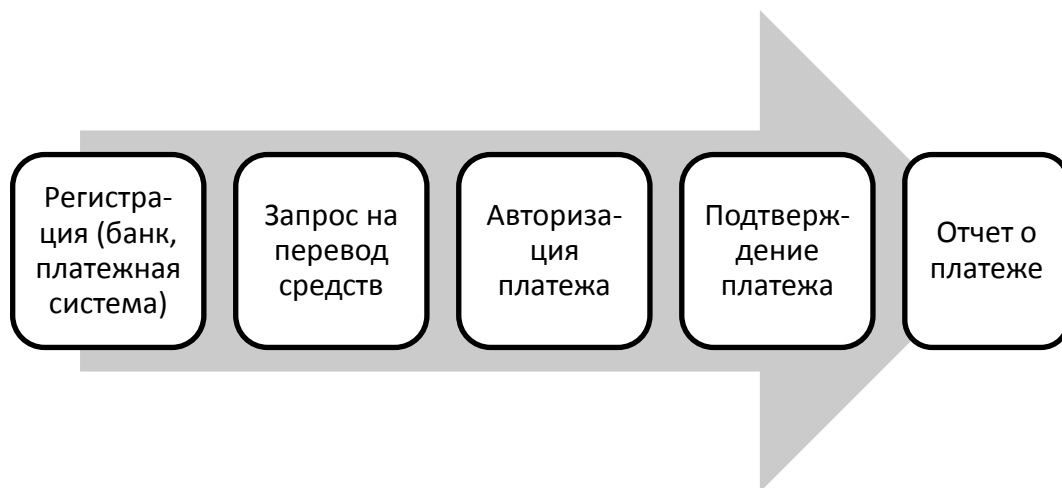 Регистра-
ция (банк,
платежная
система)
Запрос на
перевод
средств
Авториза-
ция
платежа
Подтверж-
дение
платежа
Отчет о
платеже